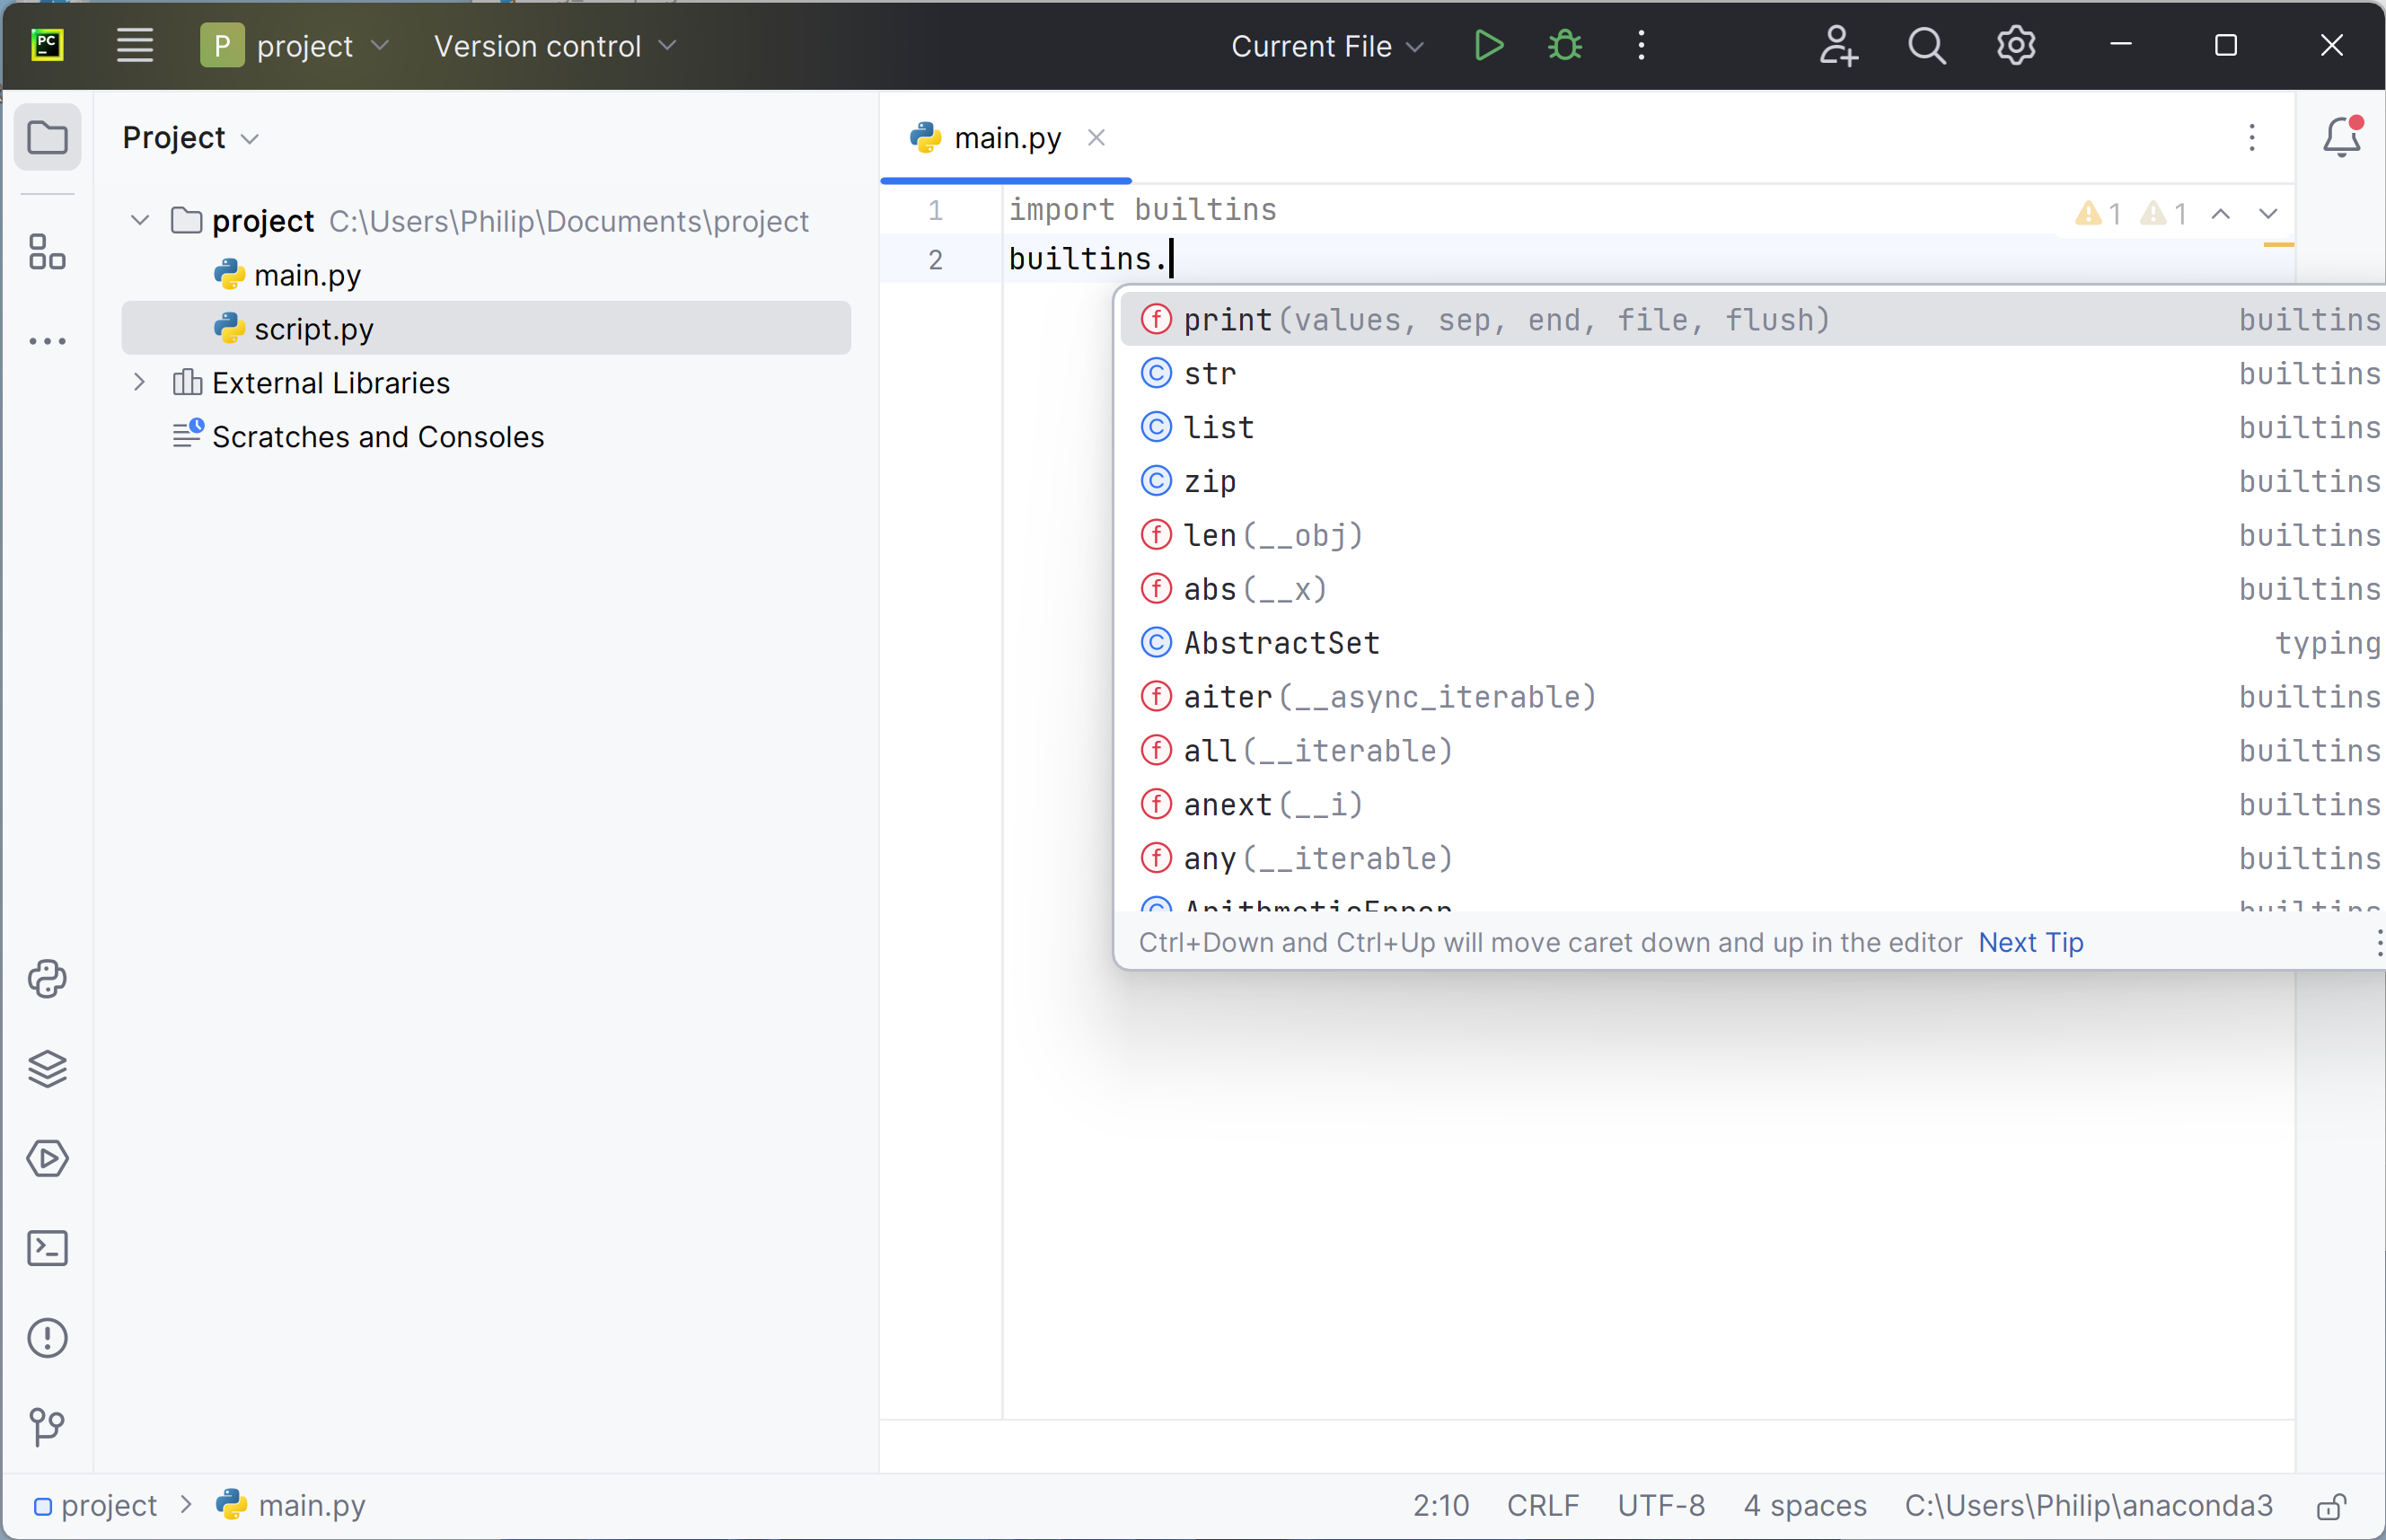 PC
P project Version control Current File
Project
main.py
project C:\Users\Philip\Documents\project
main.py
script.py
External Libraries
Scratches and Consoles
1 import builtins
1 1
2 builtins.
print(values, sep, end, file, flush) builtins
str builtins
list builtins
zip builtins
len(__obj) builtins
abs(__x) builtins
AbstractSet typing
aiter(__async_iterable) builtins
all(__iterable) builtins
anext(__i) builtins
any(__iterable) builtins
ArithmeticError builtins
Ctrl+Down and Ctrl+Up will move caret down and up in the editor Next Tip
project > main.py
2:10 CRLF UTF-8 4 spaces C:\Users\Philip\anaconda3